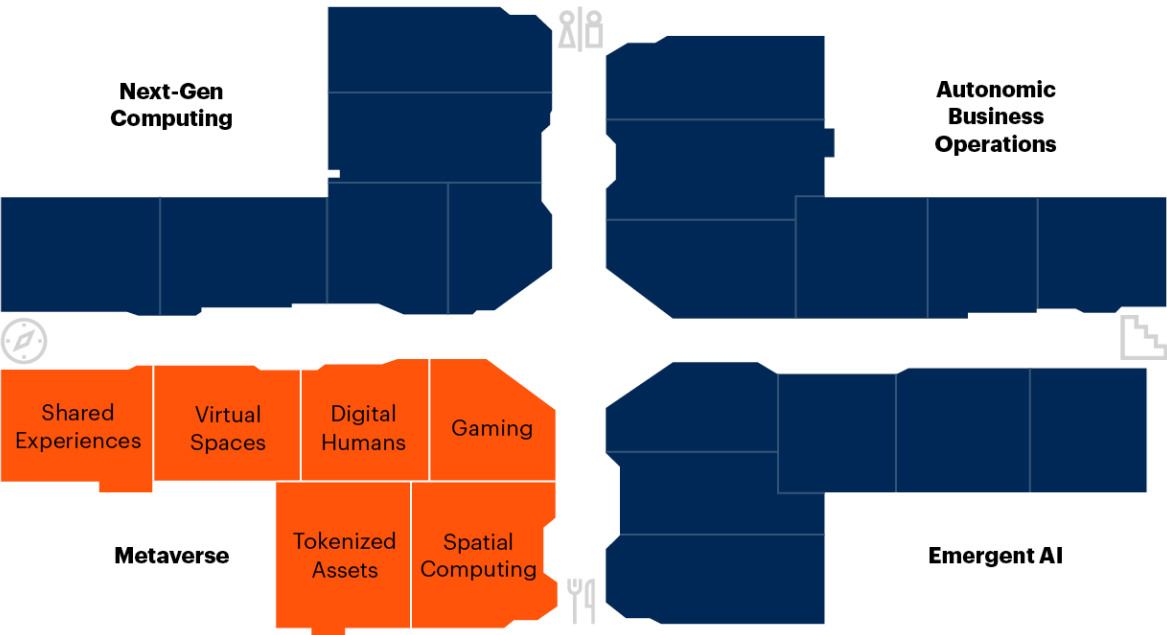 Next-Gen
Computing
Autonomic
Business
Operations
Shared
Experiences
Virtual
Spaces
Digital
Humans
Gaming
Tokenized
Assets
Spatial
Computing
Metaverse
Emergent AI